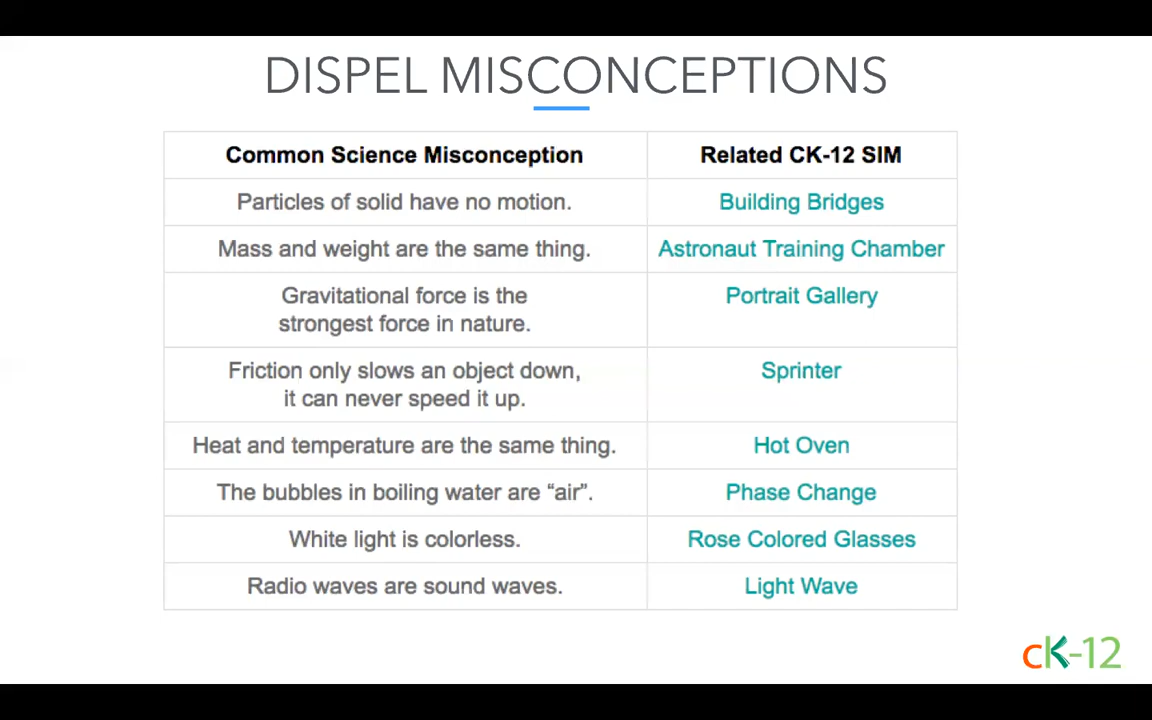 DISPEL MISCONCEPTIONS
Common Science Misconception
Related CK-12 SIM
Particles of solid have no motion.
Building Bridges
Mass and weight are the same thing.
Astronaut Training Chamber
Gravitational force is the
strongest force in nature.
Portrait Gallery
Friction only slows an object down,
it can never speed it up.
Sprinter
Heat and temperature are the same thing.
Hot Oven
The bubbles in boiling water are “air”.
Phase Change
White light is colorless.
Rose Colored Glasses
Radio waves are sound waves.
Light Wave
cK-12